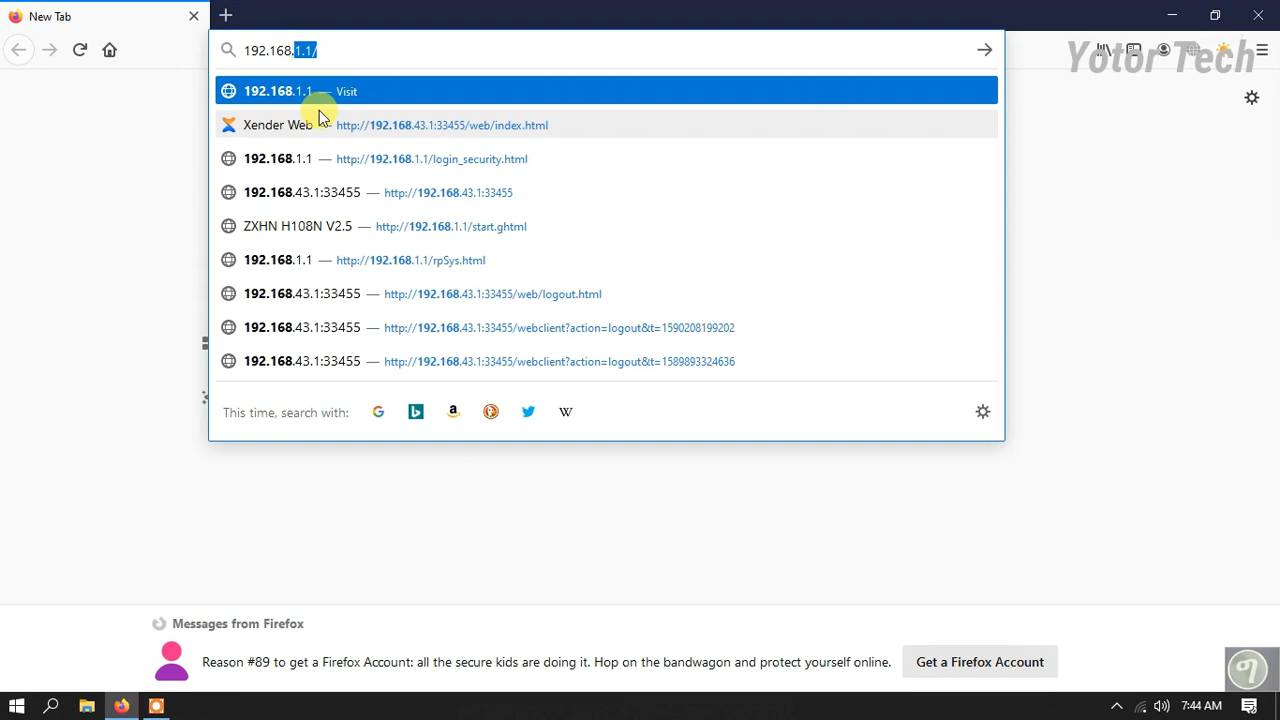 New Tab
192.168.1.1/
Yotor Tech
192.168.1.1 — Visit
Xender Web — http://192.168.43.1:33455/web/index.html
192.168.1.1 — http://192.168.1.1/login_security.html
192.168.43.1:33455 — http://192.168.43.1:33455
ZXHN H108N V2.5 — http://192.168.1.1/start.ghtml
192.168.1.1 — http://192.168.1.1/rpSys.html
192.168.43.1:33455 — http://192.168.43.1:33455/web/logout.html
192.168.43.1:33455 — http://192.168.43.1:33455/webclient?action=logout&t=1590208199202
192.168.43.1:33455 — http://192.168.43.1:33455/webclient?action=logout&t=1589893324636
This time, search with:
Messages from Firefox
Reason #89 to get a Firefox Account: all the secure kids are doing it. Hop on the bandwagon and protect yourself online.
Get a Firefox Account
7:44 AM